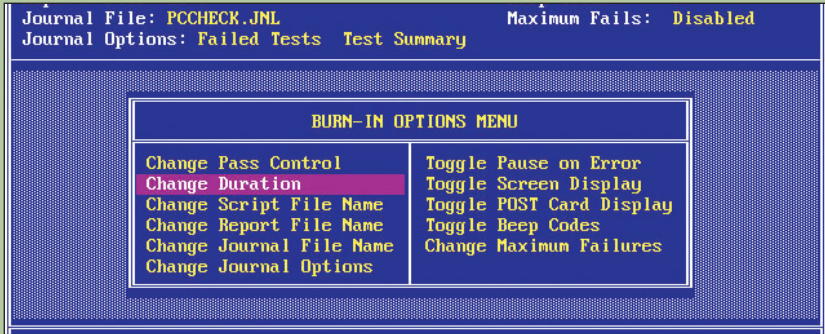 Journal File: PCCHECK.JNL Maximum Fails: Disabled
Journal Options: Failed Tests Test Summary
BURN-IN OPTIONS MENU
Change Pass Control
Change Duration
Change Script File Name
Change Report File Name
Change Journal File Name
Change Journal Options
Toggle Pause on Error
Toggle Screen Display
Toggle POST Card Display
Toggle Beep Codes
Change Maximum Failures